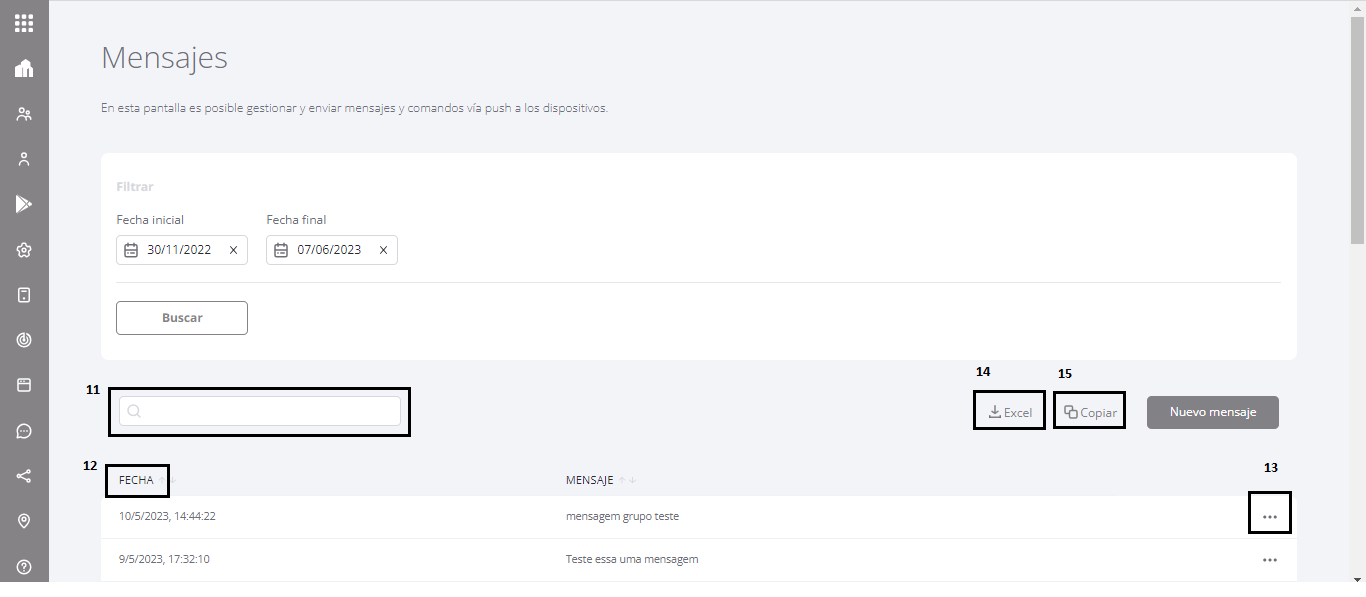 Mensajes
En esta pantalla es posible gestionar y enviar mensajes y comandos vía push a los dispositivos.
Filtrar
Fecha inicial Fecha final
30/11/2022 07/06/2023
Buscar
14 15
11
Excel Copiar Nuevo mensaje
12 13
FECHA MENSAJE
10/5/2023, 14:44:22 mensagem grupo teste
9/5/2023, 17:32:10 Teste essa uma mensagem